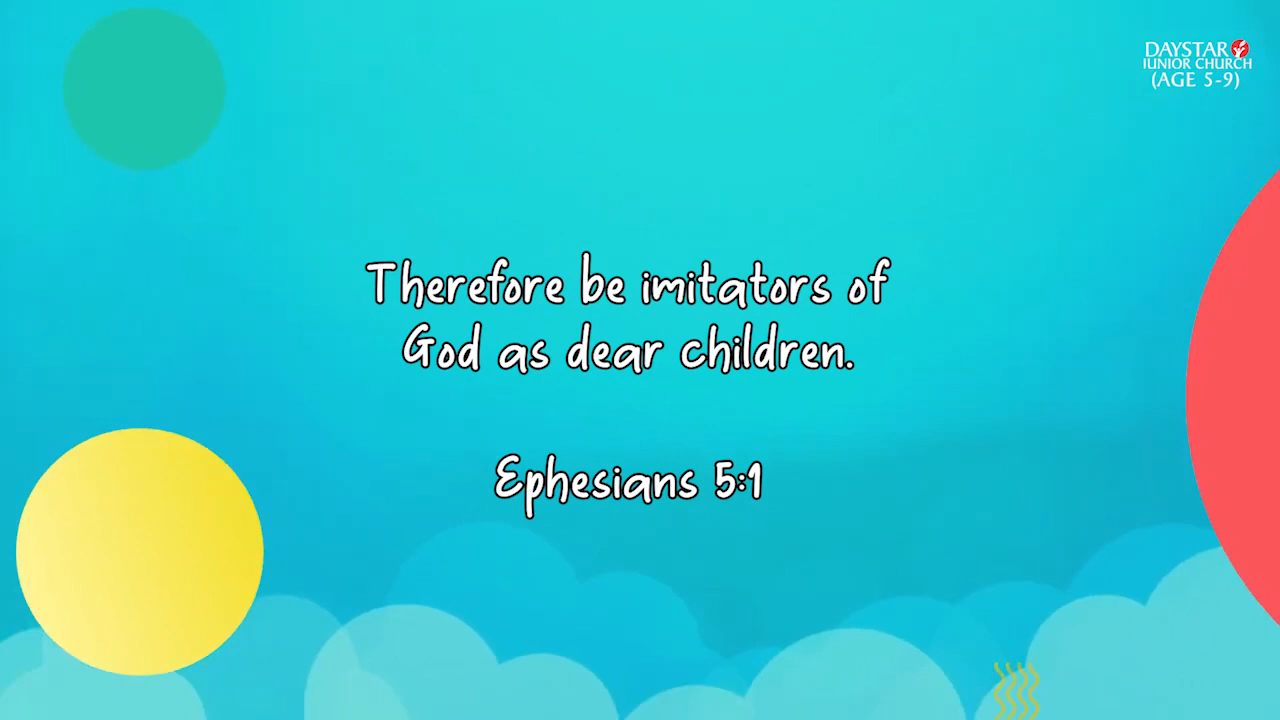 DAYSTAR
JUNIOR CHURCH
(AGE 5-9)
Therefore be imitators of
God as dear children.
Ephesians 5:1